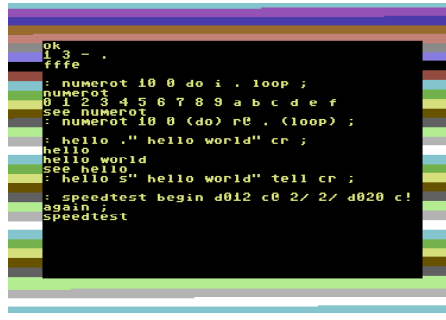 ok
1 3 - .
fffe
: numerot 10 0 do i . loop ;
numerot
0 1 2 3 4 5 6 7 8 9 a b c d e f
see numerot
: numerot 10 0 (do) r@ . (loop) ;
: hello ." hello world" cr ;
hello
hello world
see hello
: hello s" hello world" tell cr ;
: speedtest begin d012 c@ 2/ 2/ d020 c!
again ;
speedtest